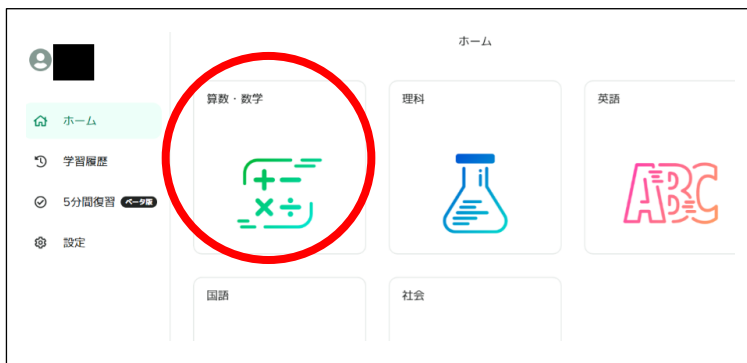 ホーム
ホーム
学習履歴
5分間復習 ベータ版
設定
算数・数学
理科
英語
+−
×÷
ABC
国語
社会